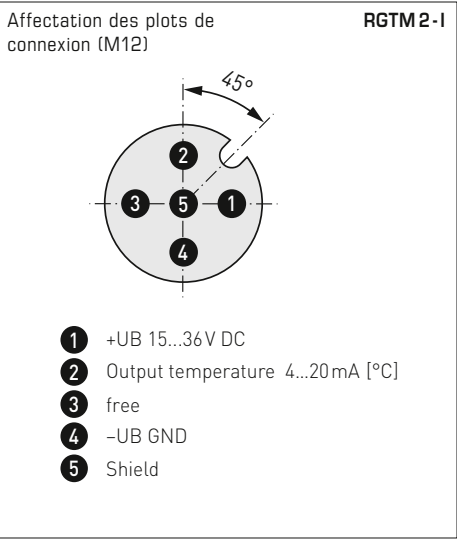 Affectation des plots de
connexion (M12)
RGTM 2 - I
45°
2
3 5 1
4
1 +UB 15...36 V DC
2 Output temperature 4...20 mA [°C]
3 free
4 –UB GND
5 Shield